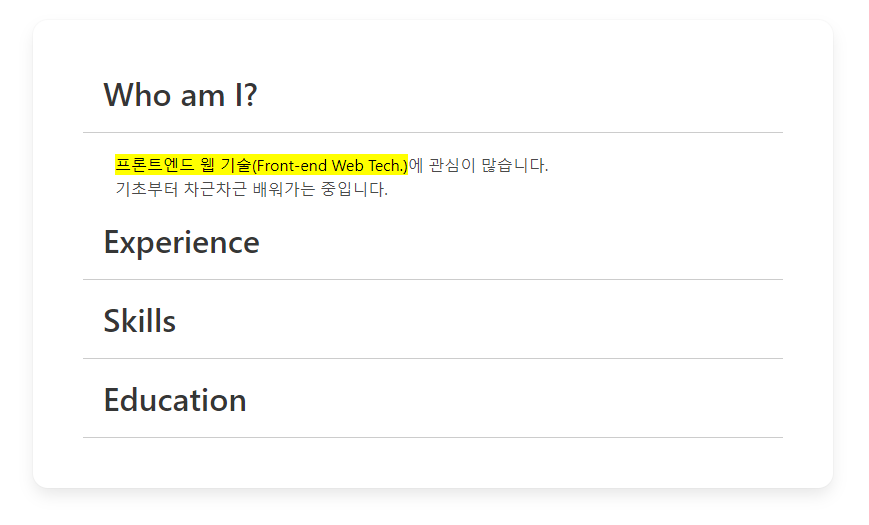 Who am I?
프론트엔드 웹 기술(Front-end Web Tech.)에 관심이 많습니다.
기초부터 차근차근 배워가는 중입니다.
Experience
Skills
Education